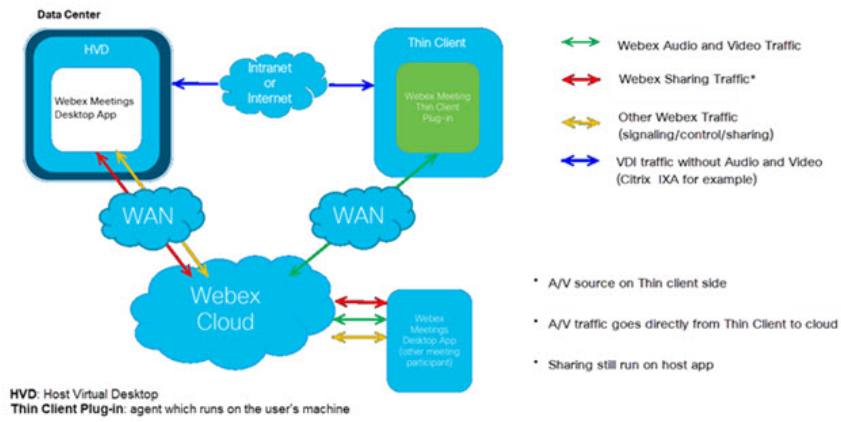 Data Center
HVD
Webex Meetings
Desktop App
Intranet
or
Internet
Thin Client
Webex Meeting
Thin Client
Plug-in
WAN
WAN
Webex
Cloud
Webex
Meetings
Desktop App
(other meeting
participant)
Webex Audio and Video Traffic
Webex Sharing Traffic*
Other Webex Traffic
(signaling/control/sharing)
VDI traffic without Audio and Video
(Citrix IXA for example)
* A/V source on Thin client side
* A/V traffic goes directly from Thin Client to cloud
* Sharing still run on host app
HVD: Host Virtual Desktop
Thin Client Plug-in: agent which runs on the user's machine